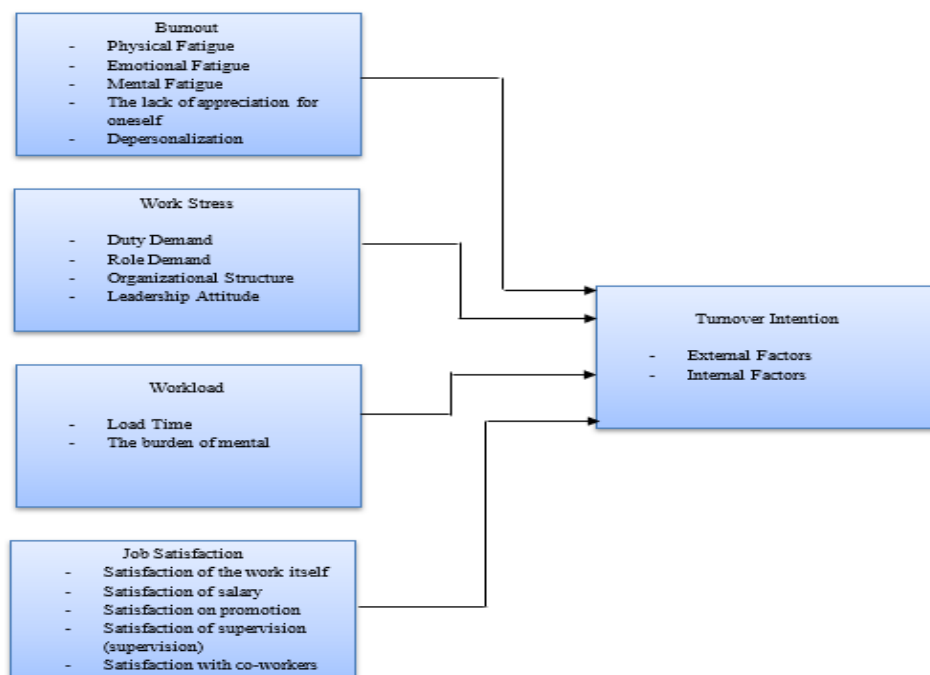 Burnout
- Physical Fatigue
- Emotional Fatigue
- Mental Fatigue
- The lack of appreciation for
oneself
- Depersonalization
Work Stress
- Duty Demand
- Role Demand
- Organizational Structure
- Leadership Attitude
Workload
- Load Time
- The burden of mental
Job Satisfaction
- Satisfaction of the work itself
- Satisfaction of salary
- Satisfaction on promotion
- Satisfaction of supervision
(supervision)
- Satisfaction with co-workers
Turnover Intention
- External Factors
- Internal Factors